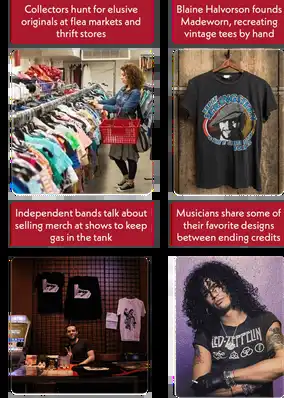 Collectors hunt for elusive
originals at flea markets and
thrift stores
Blaine Halvorson founds
Madeworn, recreating
vintage tees by hand
Independent bands talk about
selling merch at shows to keep
gas in the tank
Musicians share some of
their favorite designs
between ending credits
LED-ZEPPELIN